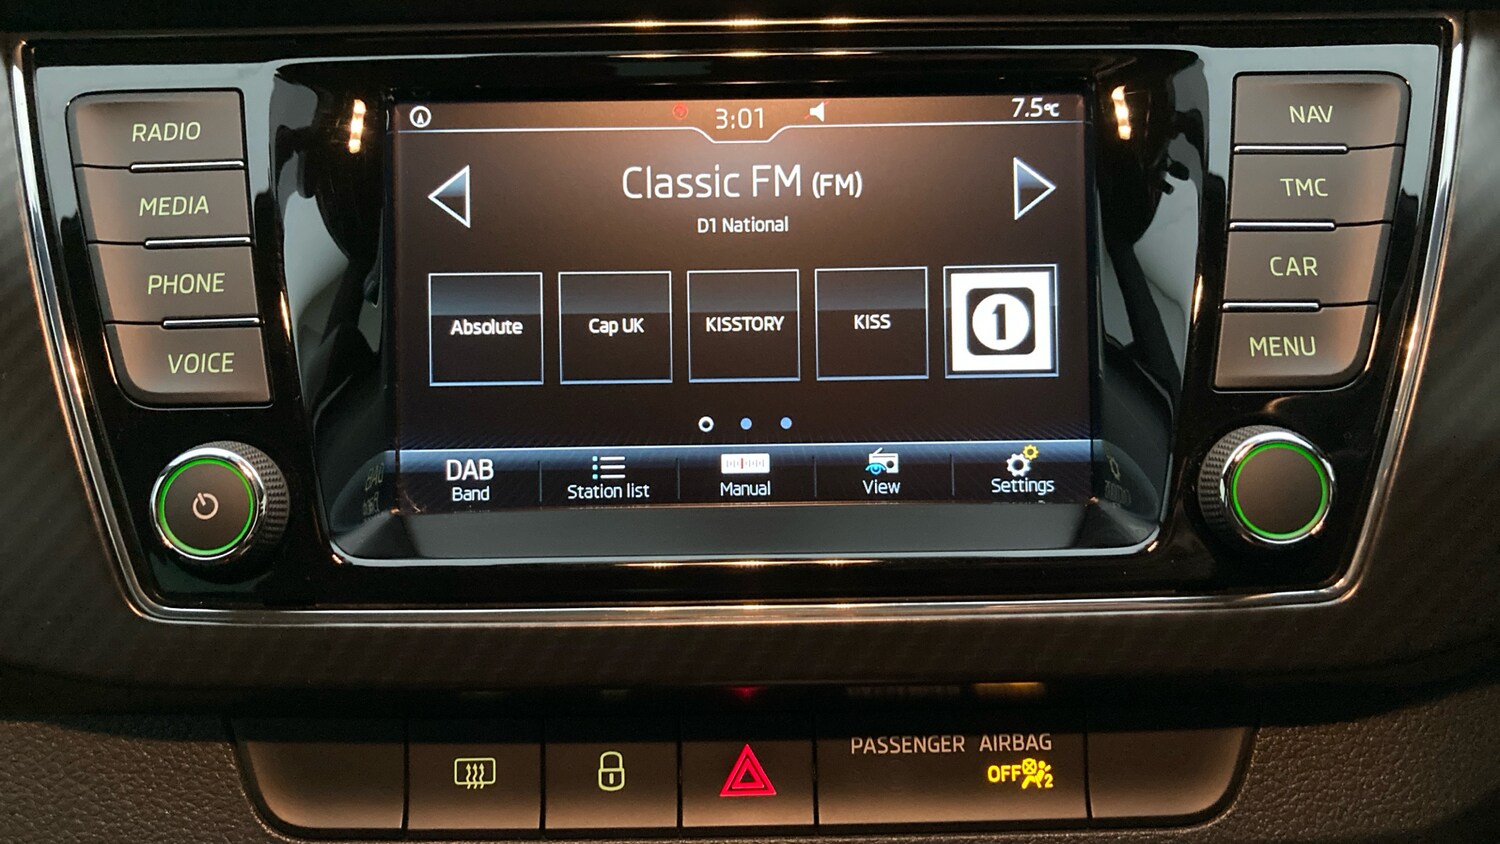 RADIO
MEDIA
PHONE
VOICE
3:01
7.5°C
Classic FM (FM)
D1 National
Absolute
Cap UK
KISSTORY
KISS
1
DAB
Band
Station list
Manual
View
Settings
NAV
TMC
CAR
MENU
PASSENGER AIRBAG
OFF 2